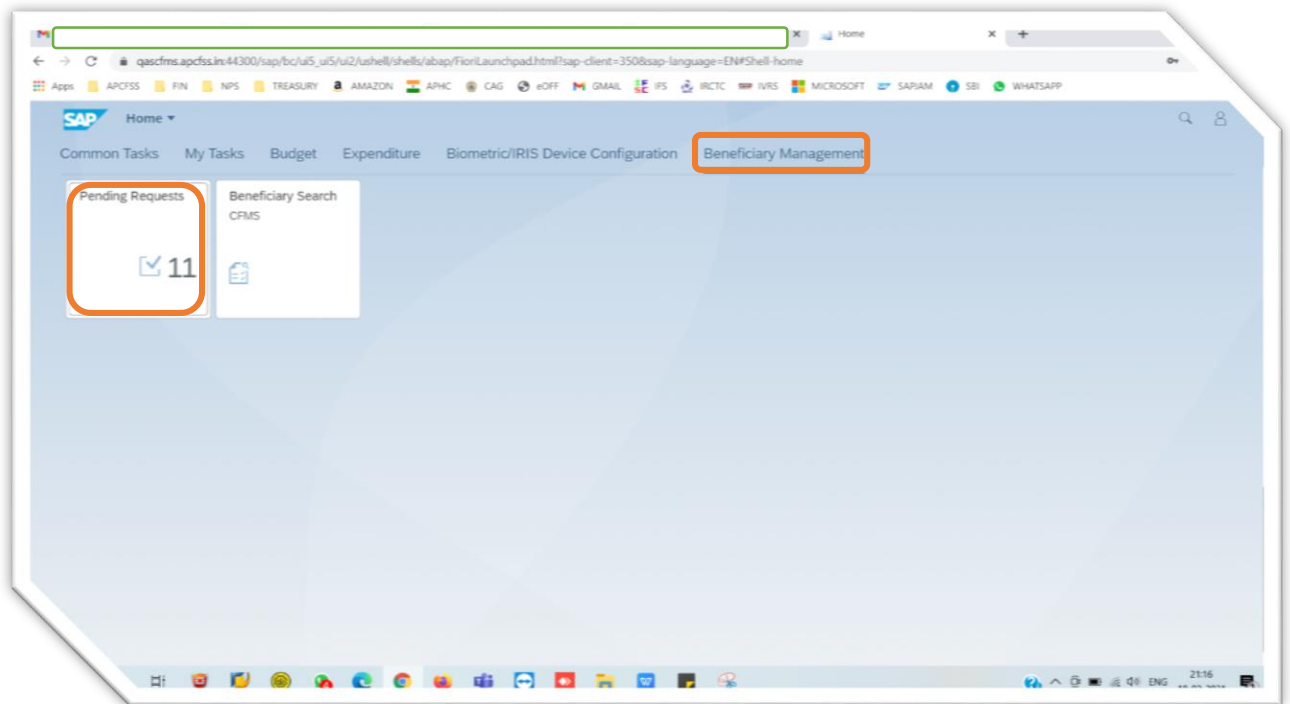 Home
qascfms.apcfss.in:44300/sap/bc/ui5_ui5/ui2/ushell/shells/abap/FioriLaunchpad.html?sap-client=350&sap-language=EN#Shell-home
Apps APCFSS FIN NPS TREASURY AMAZON APHC CAG eOFF GMAIL IFS IRCTC IVRS MICROSOFT SAPJAM SBI WHATSAPP
SAP Home
Common Tasks My Tasks Budget Expenditure Biometric/IRIS Device Configuration Beneficiary Management
Pending Requests
11
Beneficiary Search
CFMS
ENG 21:16